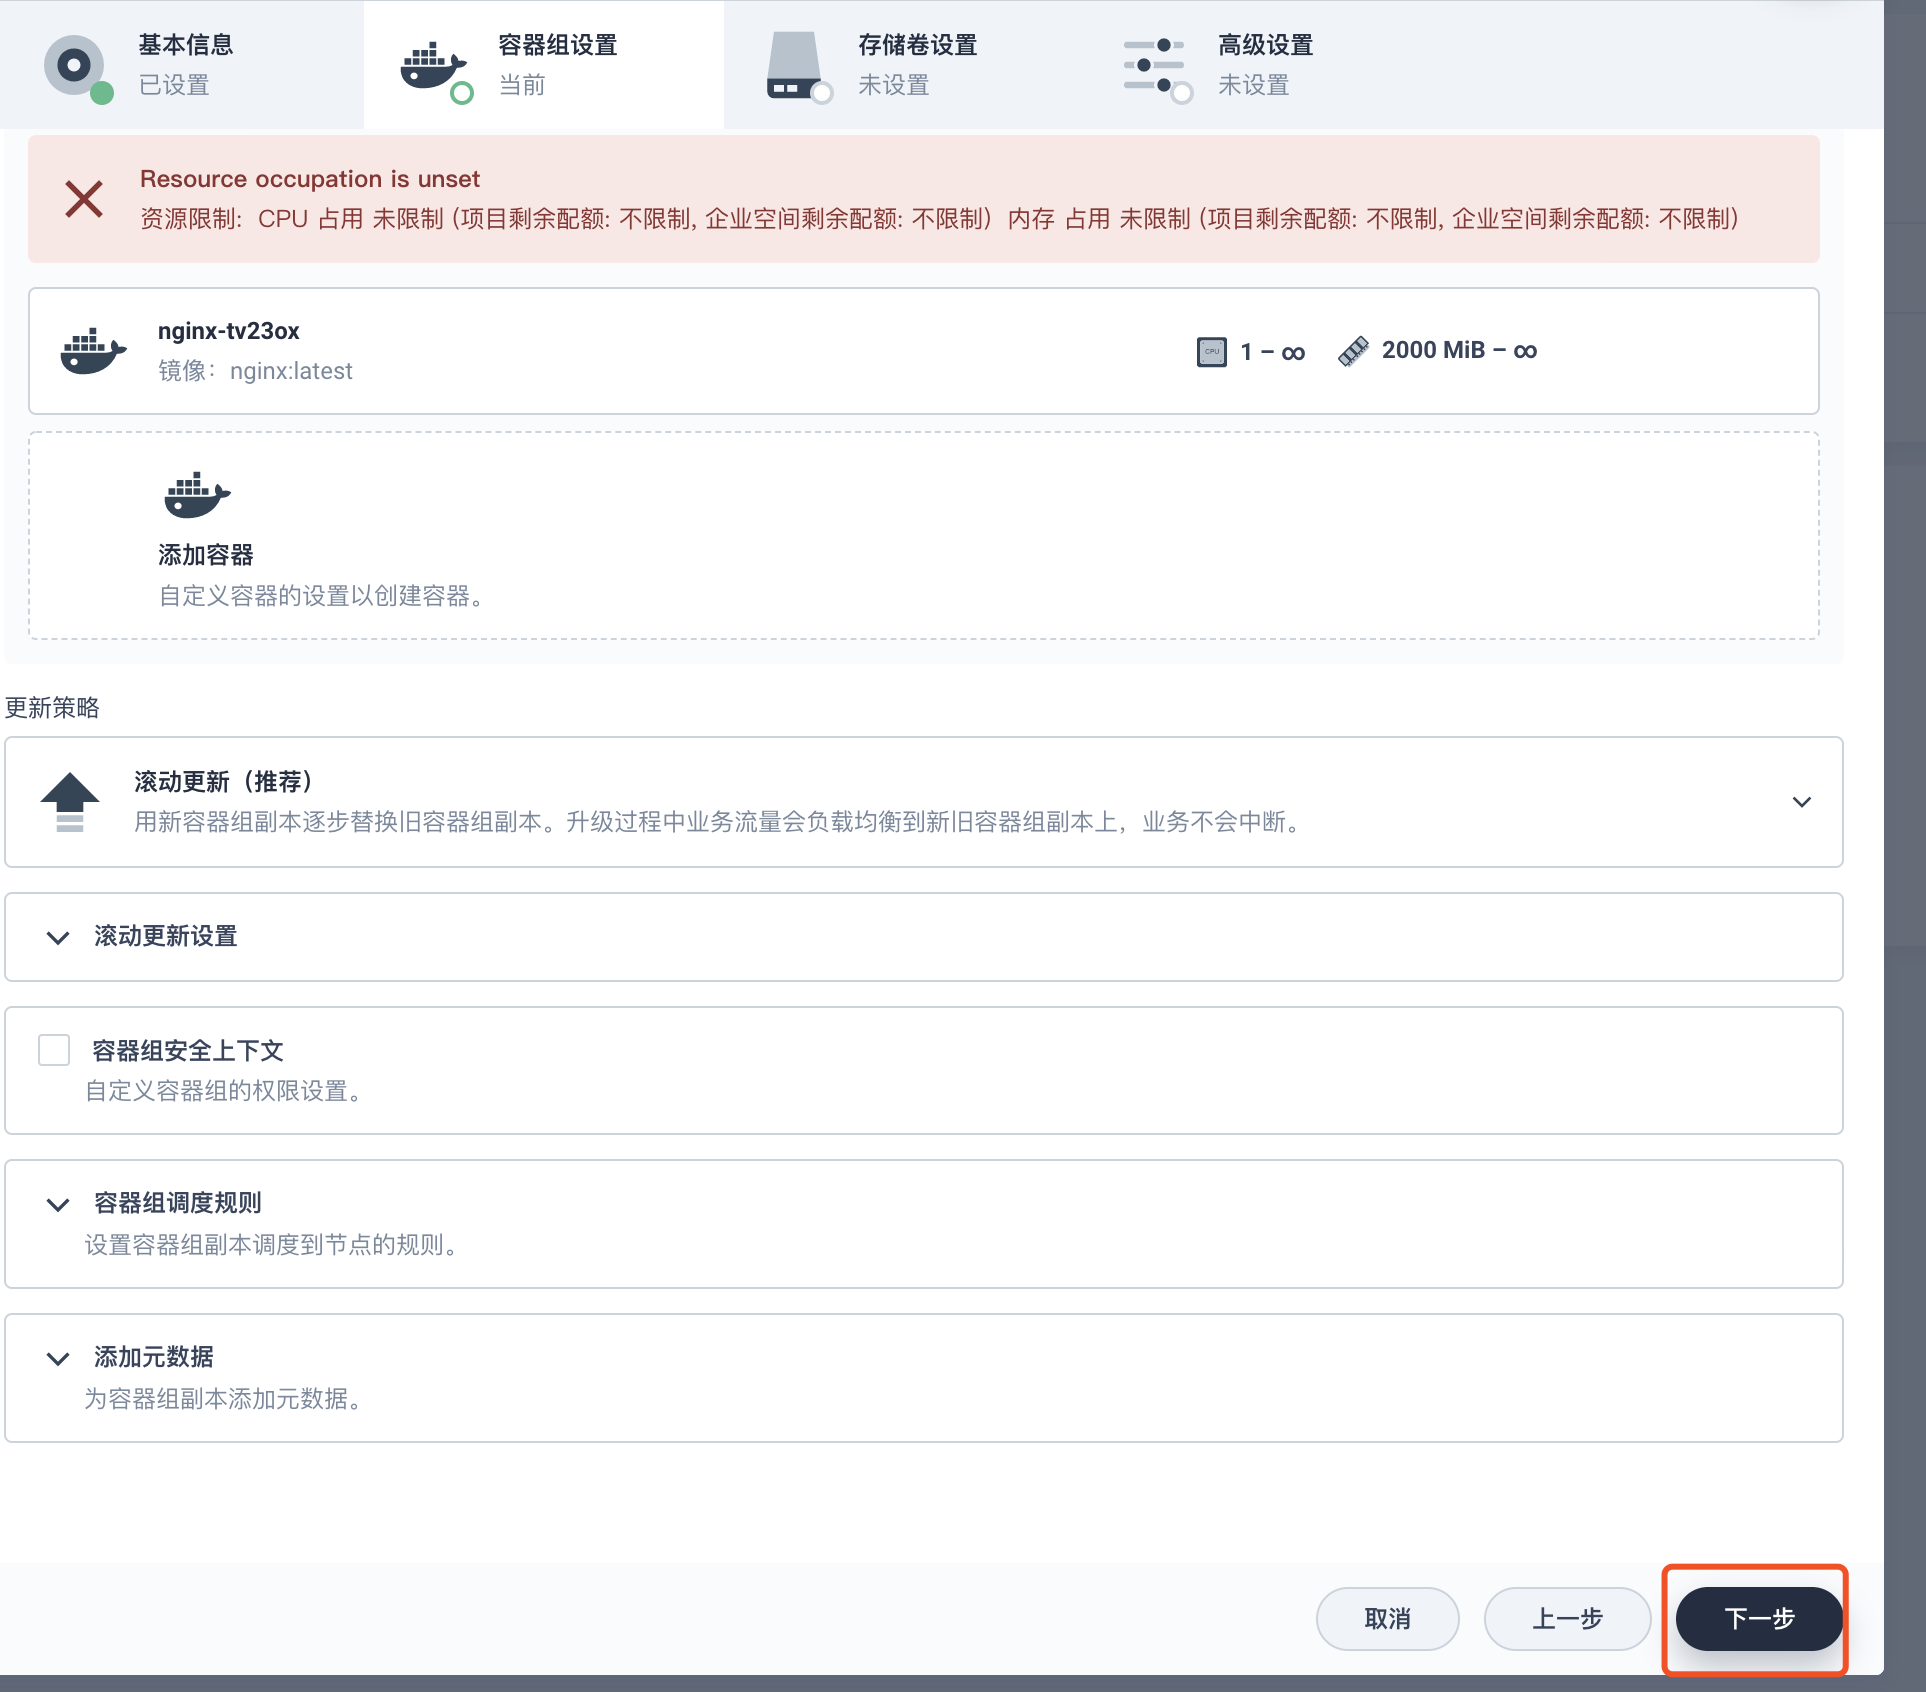 基本信息
已设置
容器组设置
当前
存储卷设置
未设置
高级设置
未设置
Resource occupation is unset
资源限制: CPU 占用 未限制 (项目剩余配额: 不限制, 企业空间剩余配额: 不限制) 内存 占用 未限制 (项目剩余配额: 不限制, 企业空间剩余配额: 不限制)
nginx-tv23ox
镜像: nginx:latest
CPU
1 – ∞
2000 MiB – ∞
添加容器
自定义容器的设置以创建容器。
更新策略
滚动更新（推荐）
用新容器组副本逐步替换旧容器组副本。升级过程中业务流量会负载均衡到新旧容器组副本上，业务不会中断。
滚动更新设置
容器组安全上下文
自定义容器组的权限设置。
容器组调度规则
设置容器组副本调度到节点的规则。
添加元数据
为容器组副本添加元数据。
取消
上一步
下一步